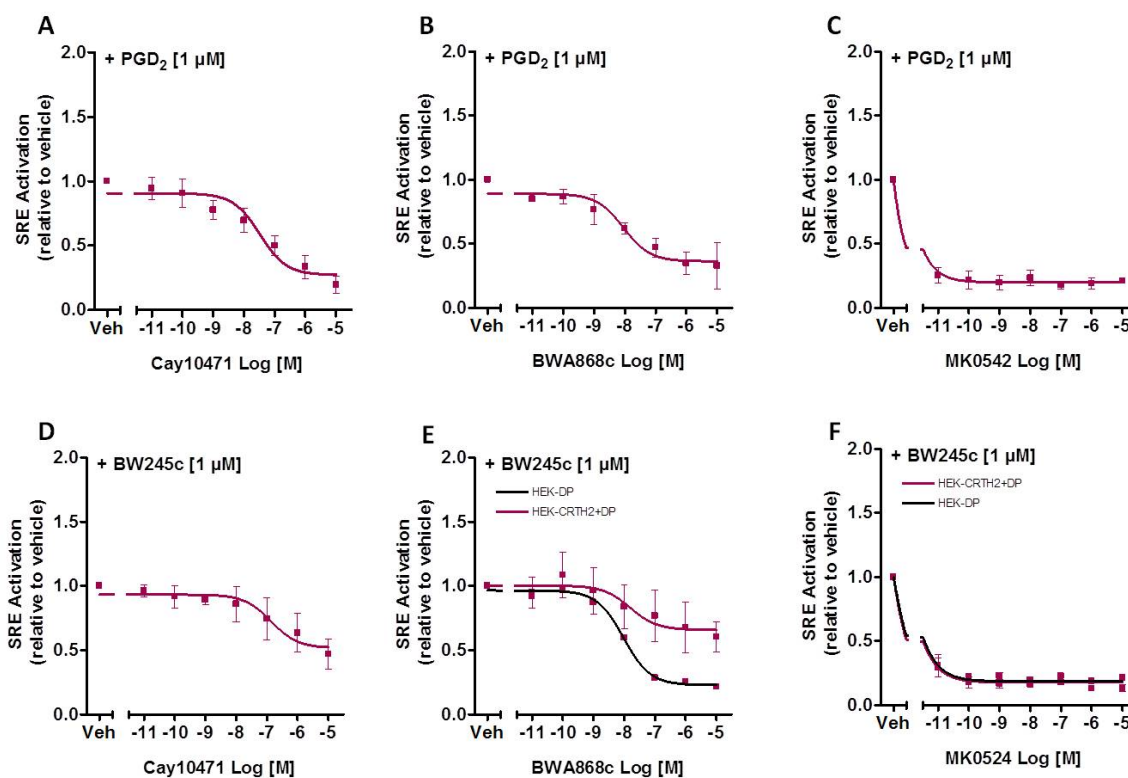 A
+ PGD₂ [1 µM]
SRE Activation
(relative to vehicle)
2.0
1.5
1.0
0.5
0.0
Veh -11 -10 -9 -8 -7 -6 -5
Cay10471 Log [M]
B
+ PGD₂ [1 µM]
SRE Activation
(relative to vehicle)
2.0
1.5
1.0
0.5
0.0
Veh -11 -10 -9 -8 -7 -6 -5
BWA868c Log [M]
C
+ PGD₂ [1 µM]
SRE Activation
(relative to vehicle)
2.0
1.5
1.0
0.5
0.0
Veh -11 -10 -9 -8 -7 -6 -5
MK0542 Log [M]
D
+ BW245c [1 µM]
SRE Activation
(relative to vehicle)
2.0
1.5
1.0
0.5
0.0
Veh -11 -10 -9 -8 -7 -6 -5
Cay10471 Log [M]
E
+ BW245c [1 µM]
HEK-DP
HEK-CRTH2+DP
SRE Activation
(relative to vehicle)
2.0
1.5
1.0
0.5
0.0
Veh -11 -10 -9 -8 -7 -6 -5
BWA868c Log [M]
F
+ BW245c [1 µM]
HEK-CRTH2+DP
HEK-DP
SRE Activation
(relative to vehicle)
2.0
1.5
1.0
0.5
0.0
Veh -11 -10 -9 -8 -7 -6 -5
MK0524 Log [M]